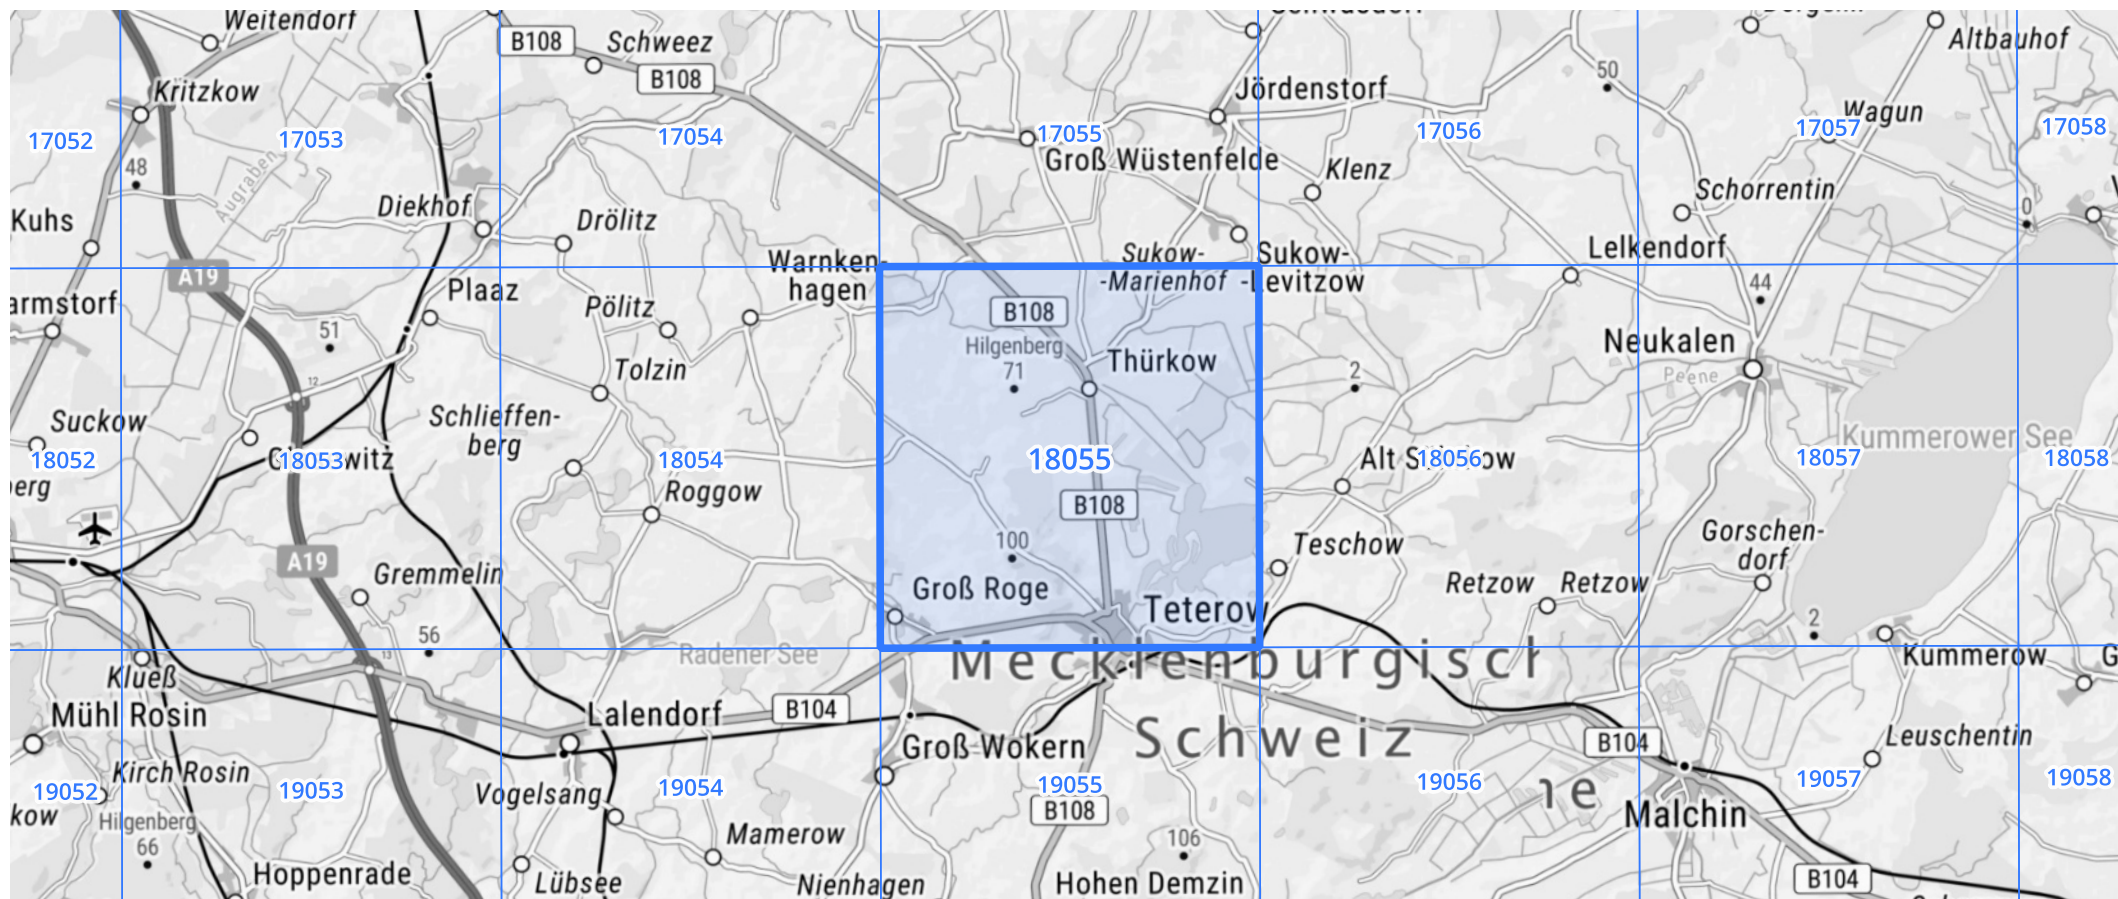 Weitendorf
B108
Schweez
B108
Altbauhof
50
Kritzkow
Jördenstorf
Wagun
17052
17053
17054
17055
17056
17057
17058
48
Augraben
Groß Wüstenfelde
Klenz
Schorrentin
Diekhof
Drölitz
0
Kuhs
Lelkendorf
A19
Warnken-
hagen
Sukow-
-Marienhof
Sukow-
-Levitzow
Plaaz
Pölitz
44
armstorf
51
B108
Hilgenberg
71
Thürkow
Neukalen
Peene
Tolzin
2
12
Suckow
Schlieffen-
berg
Kummerower See
18052
18053
18054
18055
18056
18057
18058
erg
Roggow
B108
A19
100
Teschow
Gorschen-
dorf
Gremmelin
Groß Roge
Retzow
Retzow
Teterow
56
2
13
Radener See
Mecklenburgisch
Schweiz
Klueß
Kummerow
G
Mühl Rosin
Lalendorf
B104
Groß Wokern
B104
Leuschentin
Kirch Rosin
19052
19053
19054
19055
19056
19057
19058
kow
Vogelsang
B108
ne
Malchin
Hilgenberg
66
Mamerow
106
Hoppenrade
Lübsee
Nienhagen
Hohen Demzin
B104